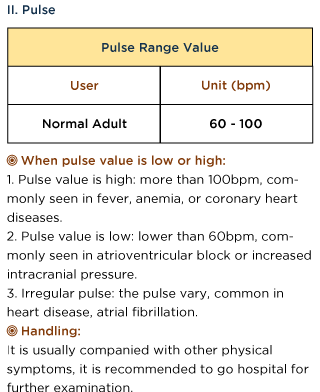 II. Pulse
Pulse Range Value
User Unit (bpm)
Normal Adult 60 - 100
When pulse value is low or high:
1. Pulse value is high: more than 100bpm, com-
monly seen in fever, anemia, or coronary heart
diseases.
2. Pulse value is low: lower than 60bpm, com-
monly seen in atrioventricular block or increased
intracranial pressure.
3. Irregular pulse: the pulse vary, common in
heart disease, atrial fibrillation.
Handling:
It is usually companied with other physical
symptoms, it is recommended to go hospital for
further examination.